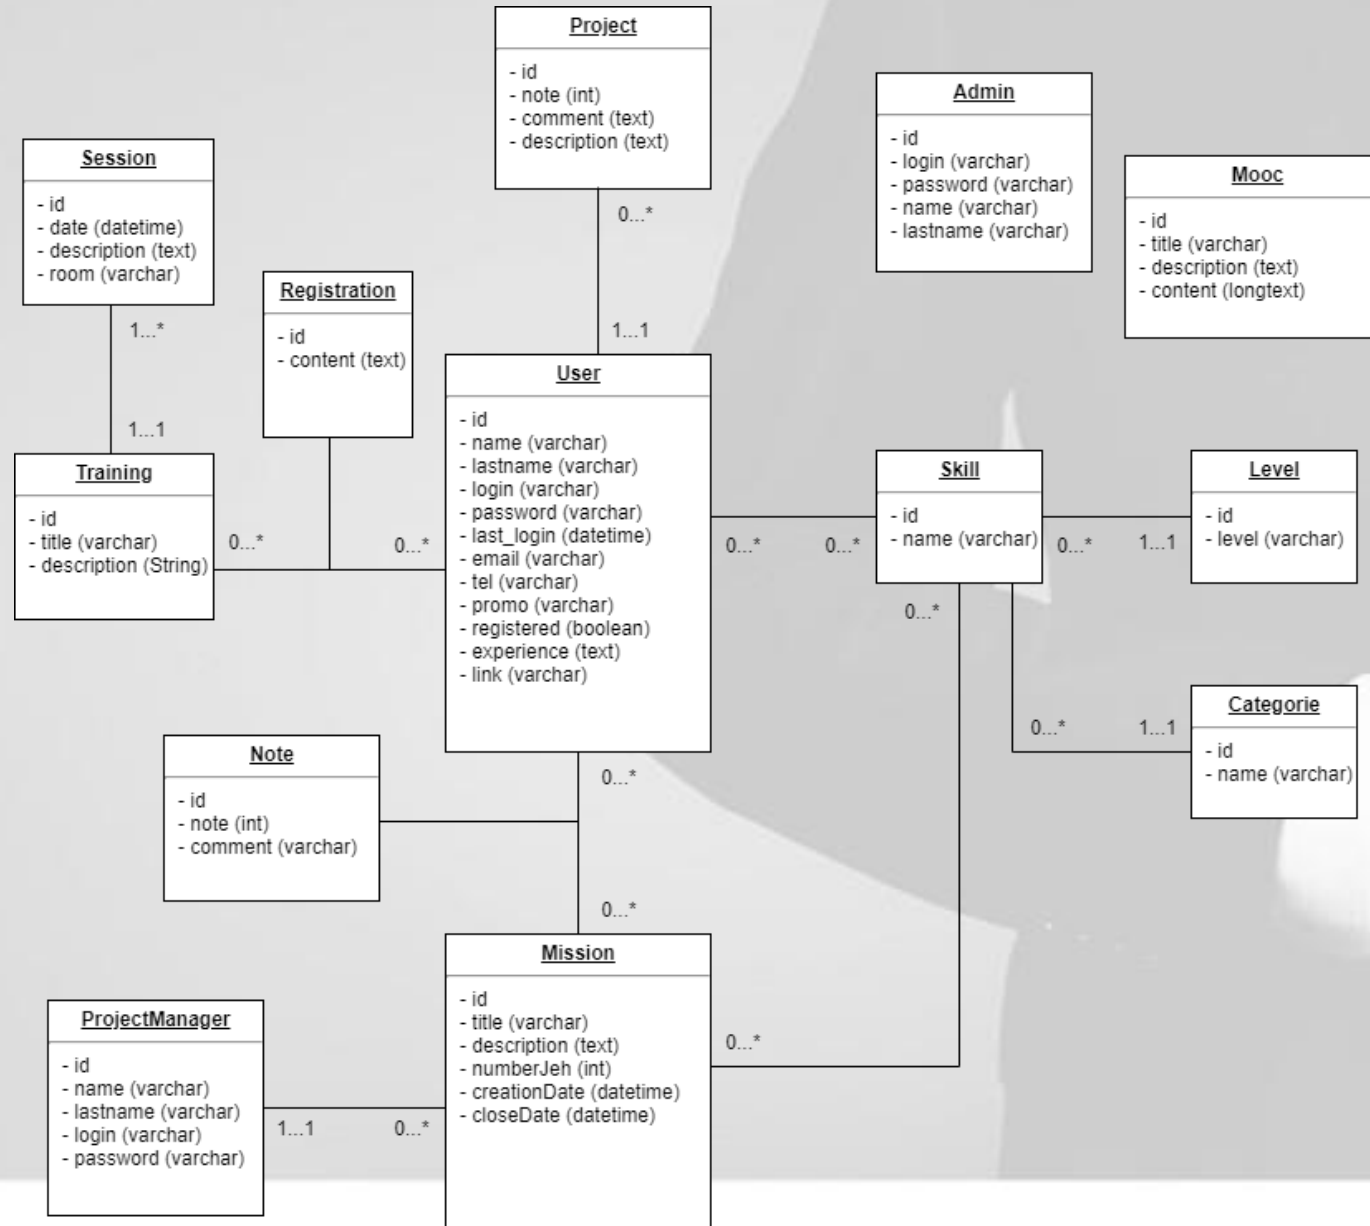 Project
- id
- note (int)
- comment (text)
- description (text)
Admin
- id
- login (varchar)
- password (varchar)
- name (varchar)
- lastname (varchar)
Session
- id
- date (datetime)
- description (text)
- room (varchar)
Mooc
- id
- title (varchar)
- description (text)
- content (longtext)
0...*
Registration
- id
- content (text)
1...*
1...1
1...1
User
- id
- name (varchar)
- lastname (varchar)
- login (varchar)
- password (varchar)
- last_login (datetime)
- email (varchar)
- tel (varchar)
- promo (varchar)
- registered (boolean)
- experience (text)
- link (varchar)
Training
- id
- title (varchar)
- description (String)
0...*
0...*
Skill
- id
- name (varchar)
0...*
0...*
Level
- id
- level (varchar)
0...*
1...1
0...*
Categorie
- id
- name (varchar)
0...*
1...1
Note
- id
- note (int)
- comment (varchar)
0...*
0...*
Mission
- id
- title (varchar)
- description (text)
- numberJeh (int)
- creationDate (datetime)
- closeDate (datetime)
0...*
ProjectManager
- id
- name (varchar)
- lastname (varchar)
- login (varchar)
- password (varchar)
1...1
0...*